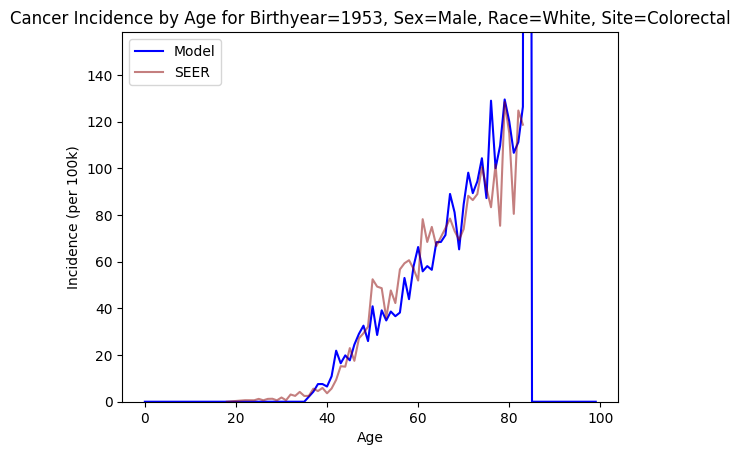 Cancer Incidence by Age for Birthyear=1953, Sex=Male, Race=White, Site=Colorectal
Model
SEER
140
120
100
80
60
40
20
0
Incidence (per 100k)
0 20 40 60 80 100
Age